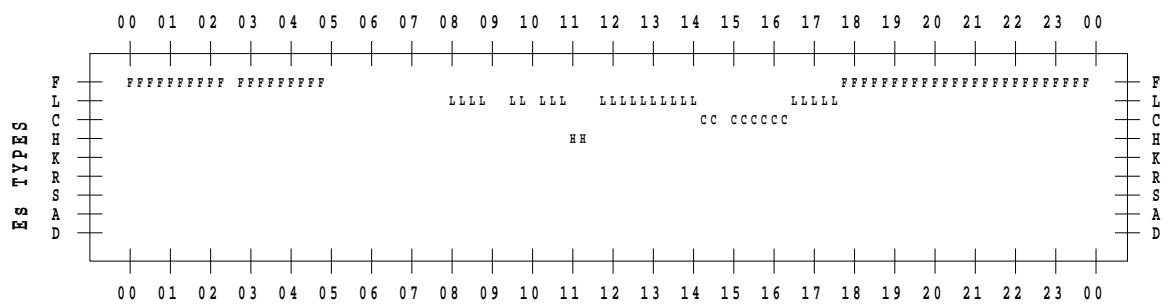 00 01 02 03 04 05 06 07 08 09 10 11 12 13 14 15 16 17 18 19 20 21 22 23 00
F FFFFFFFFFF FFFFFFFFF FFFFFFFFFFFFFFFFFFFFFFFFF F
L LLLL LL LLL LLLLLLLLLL LLLLL L
C CC CCCCCC C
H HH H
K K
R R
S S
A A
D D
Es TYPES
00 01 02 03 04 05 06 07 08 09 10 11 12 13 14 15 16 17 18 19 20 21 22 23 00